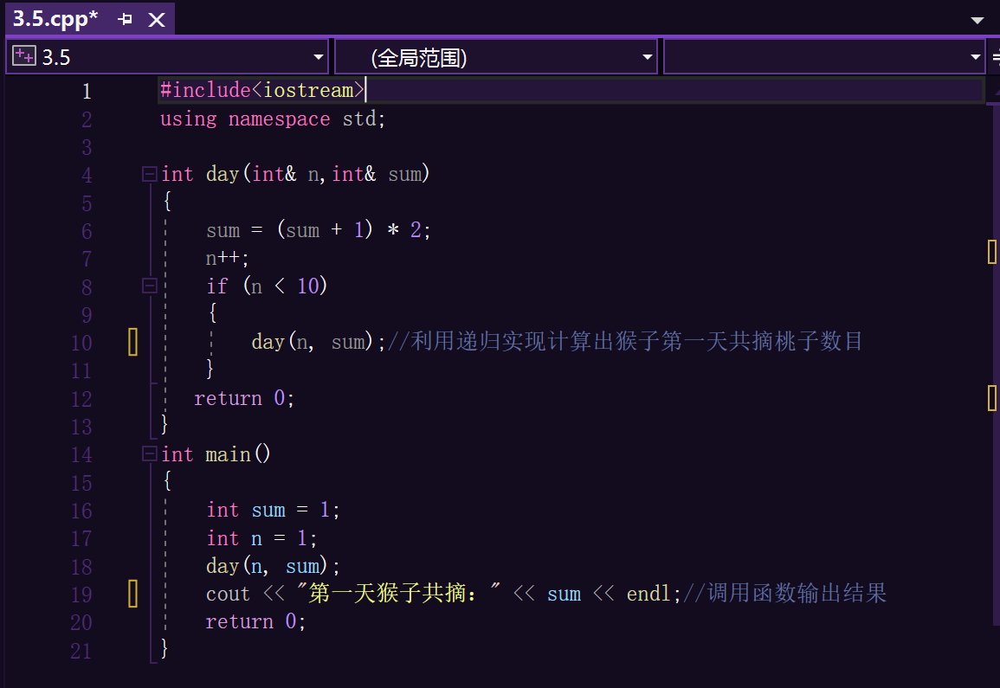 3.5.cpp*
3.5
(全局范围)
1 #include<iostream>
2 using namespace std;
3
4 int day(int& n,int& sum)
5 {
6 sum = (sum + 1) * 2;
7 n++;
8 if (n < 10)
9 {
10 day(n, sum);//利用递归实现计算出猴子第一天共摘桃子数目
11 }
12 return 0;
13 }
14 int main()
15 {
16 int sum = 1;
17 int n = 1;
18 day(n, sum);
19 cout << "第一天猴子共摘：" << sum << endl;//调用函数输出结果
20 return 0;
21 }